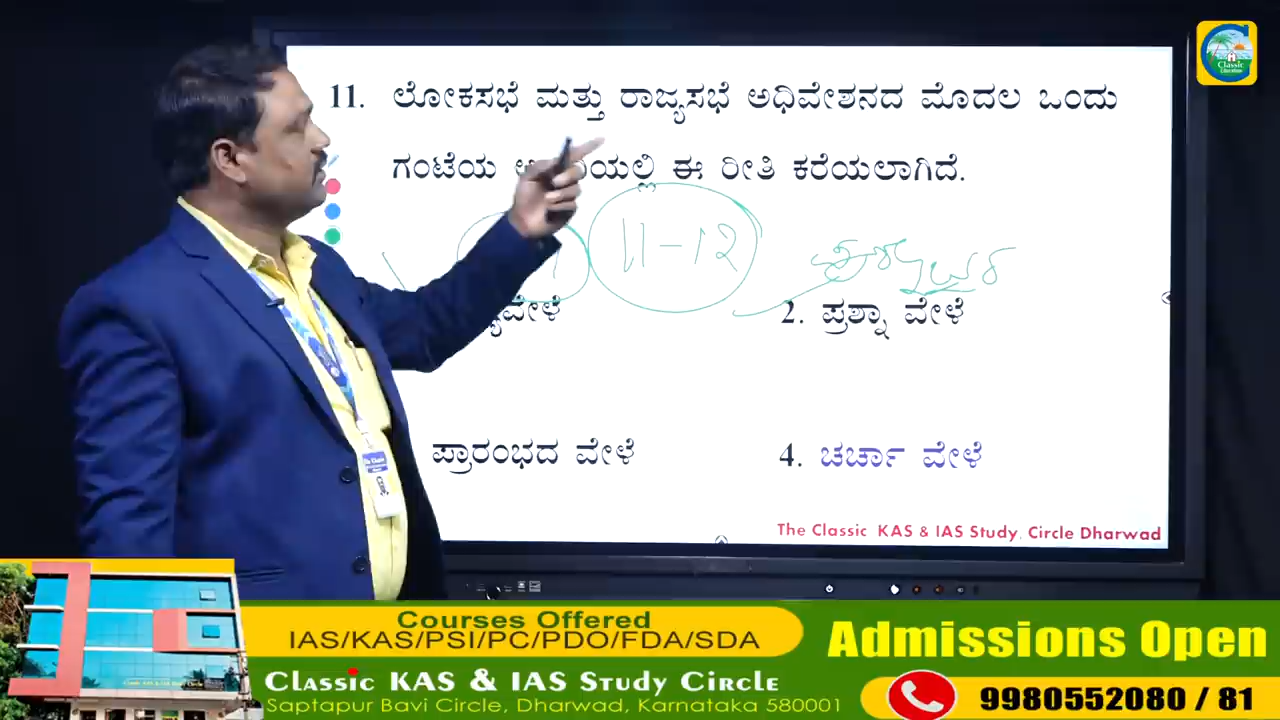 Classic
Education
11. ಲೋಕಸಭೆ ಮತ್ತು ರಾಜ್ಯಸಭೆ ಅಧಿವೇಶನದ ಮೊದಲ ಒಂದು
ಗಂಟೆಯ ಈ ರೀತಿ ಕರೆಯಲಾಗಿದೆ.
11-12
2. ಪ್ರಶ್ನಾ ವೇಳೆ
ಪ್ರಾರಂಭದ ವೇಳೆ
4. ಚರ್ಚಾ ವೇಳೆ
The Classic KAS & IAS Study, Circle Dharwad
Courses Offered
IAS/KAS/PSI/PC/PDO/FDA/SDA
Classic KAS & IAS Study Circle
Saptapur Bavi Circle, Dharwad, Karnataka 580001
Admissions Open
9980552080 / 81